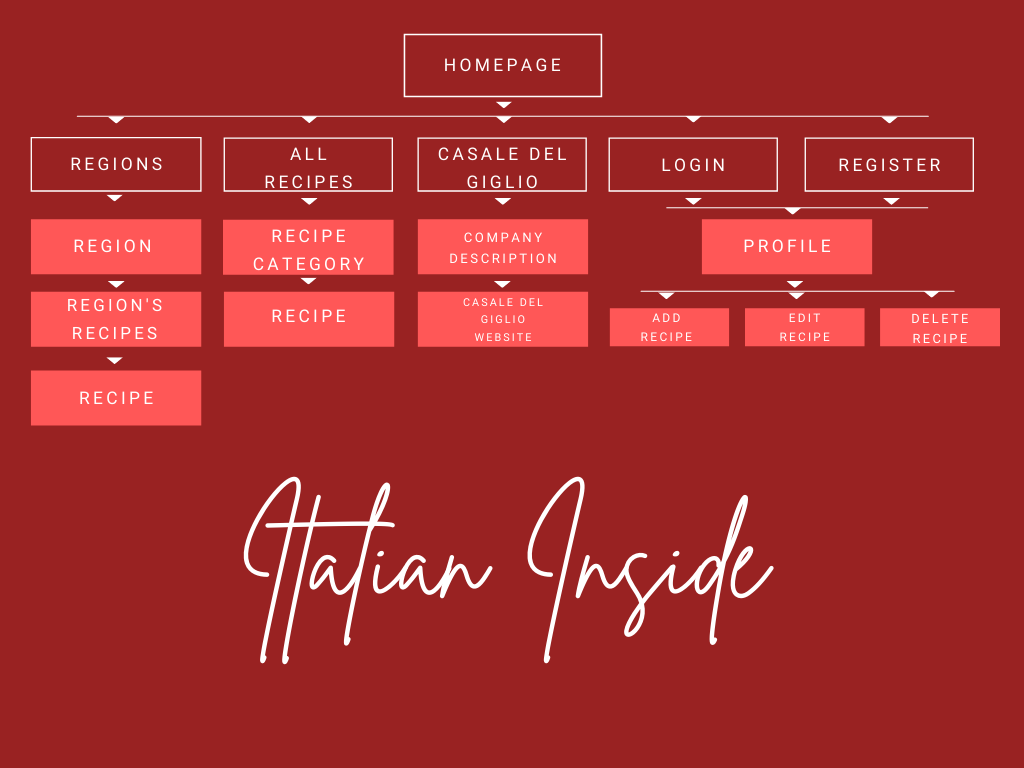 HOMEPAGE
REGIONS
ALL
RECIPES
CASALE DEL
GIGLIO
LOGIN
REGISTER
REGION
RECIPE
CATEGORY
COMPANY
DESCRIPTION
PROFILE
REGION'S
RECIPES
RECIPE
CASALE DEL
GIGLIO
WEBSITE
ADD
RECIPE
EDIT
RECIPE
DELETE
RECIPE
RECIPE
Italian Inside